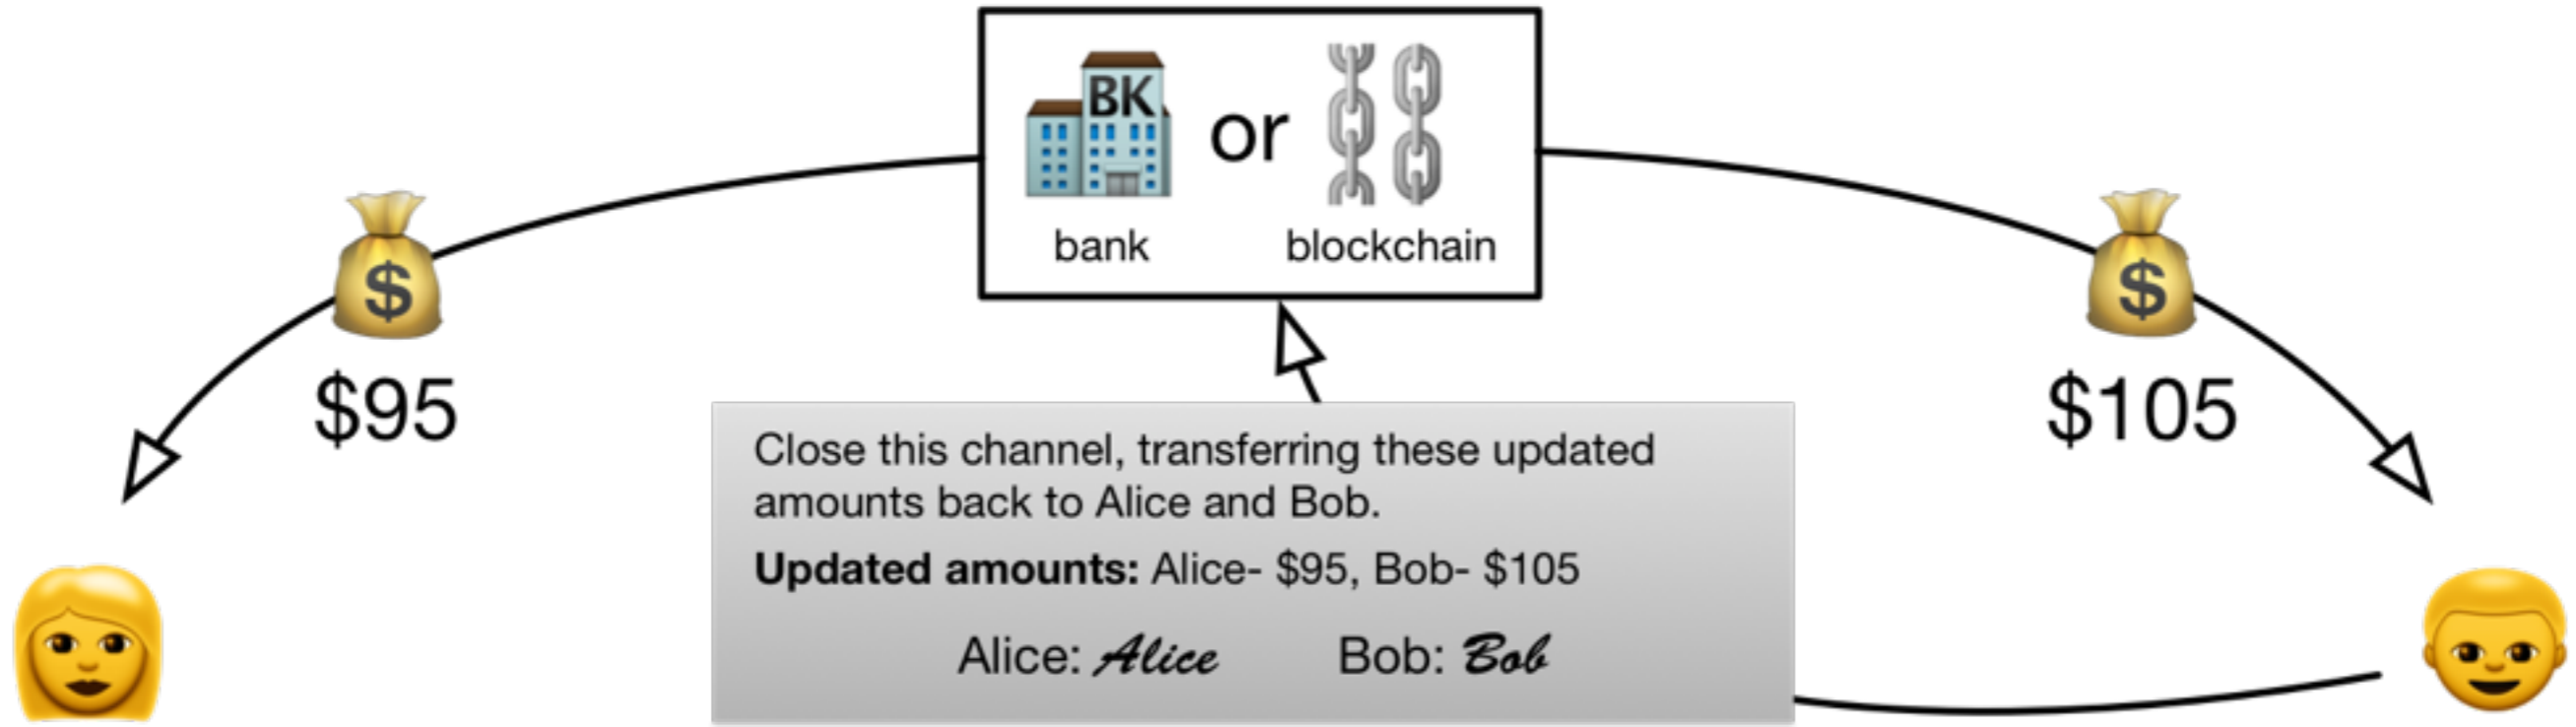 BK
or
$
$
bank
blockchain
$95
$105
Close this channel, transferring these updated
amounts back to Alice and Bob.
Updated amounts: Alice- $95, Bob- $105
Alice: Alice
Bob: Bob